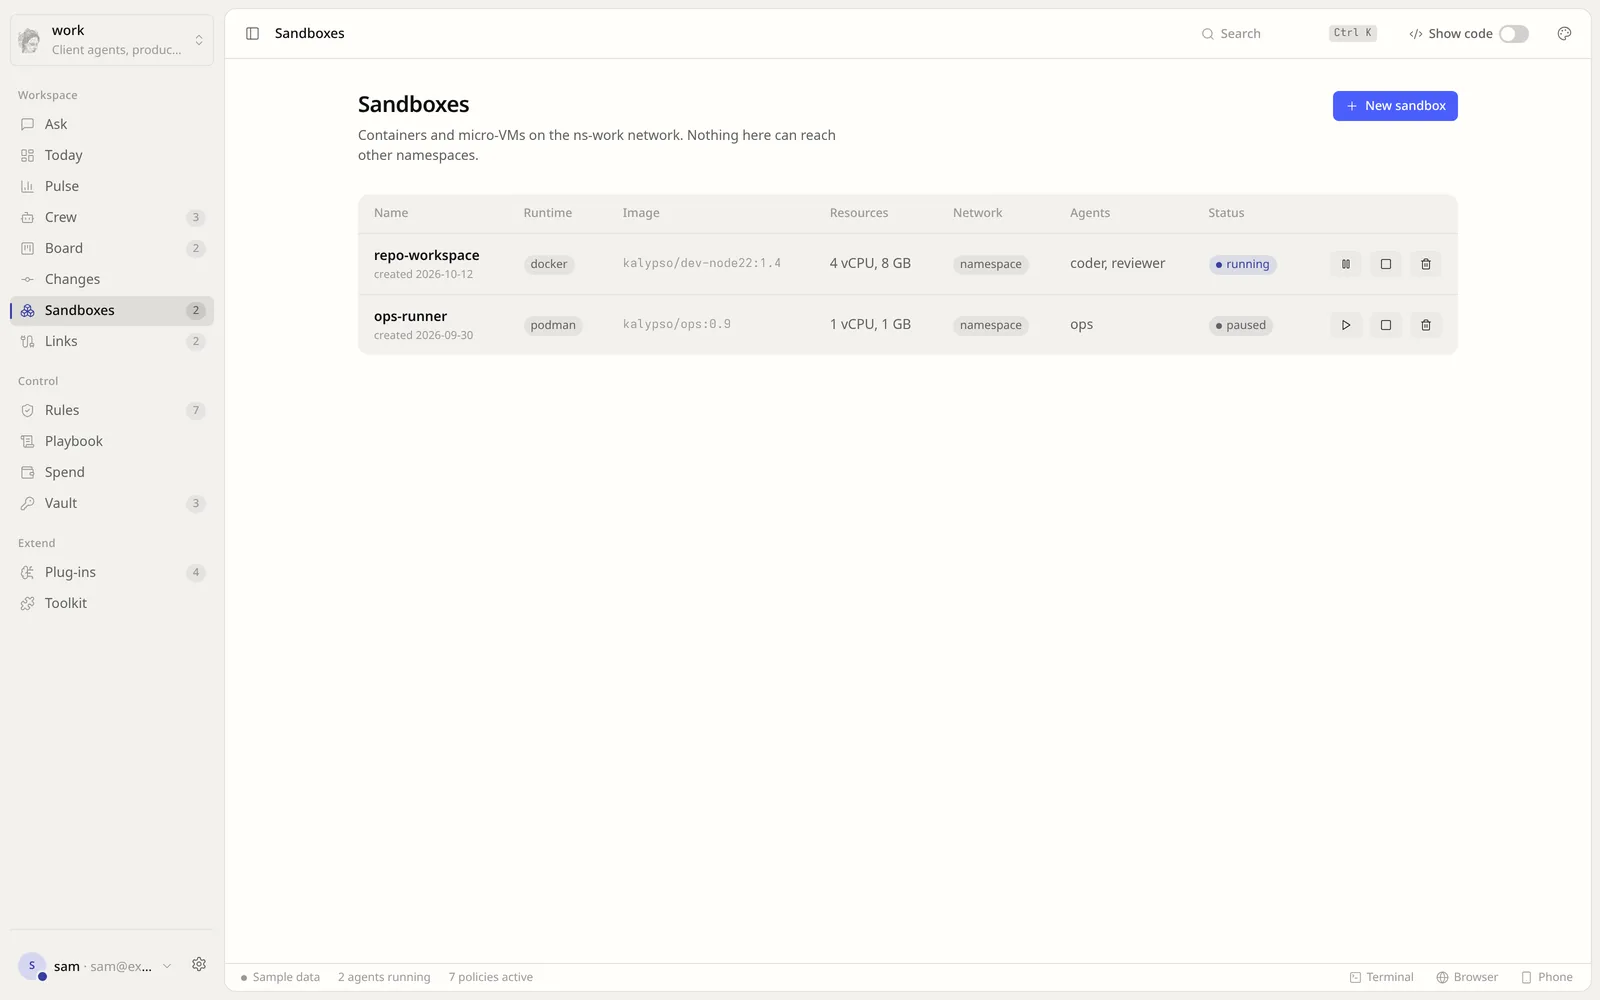 work
Client agents, produc...
Workspace
Ask
Today
Pulse
Crew 3
Board 2
Changes
Sandboxes 2
Links 2
Control
Rules 7
Playbook
Spend
Vault 3
Extend
Plug-ins 4
Toolkit
S sam · sam@ex...
Sandboxes
Search Ctrl K </> Show code
Sandboxes
New sandbox
Containers and micro-VMs on the ns-work network. Nothing here can reach
other namespaces.
Name Runtime Image Resources Network Agents Status
repo-workspace docker kalypso/dev-node22:1.4 4 vCPU, 8 GB namespace coder, reviewer running
created 2026-10-12
ops-runner podman kalypso/ops:0.9 1 vCPU, 1 GB namespace ops paused
created 2026-09-30
Sample data 2 agents running 7 policies active Terminal Browser Phone